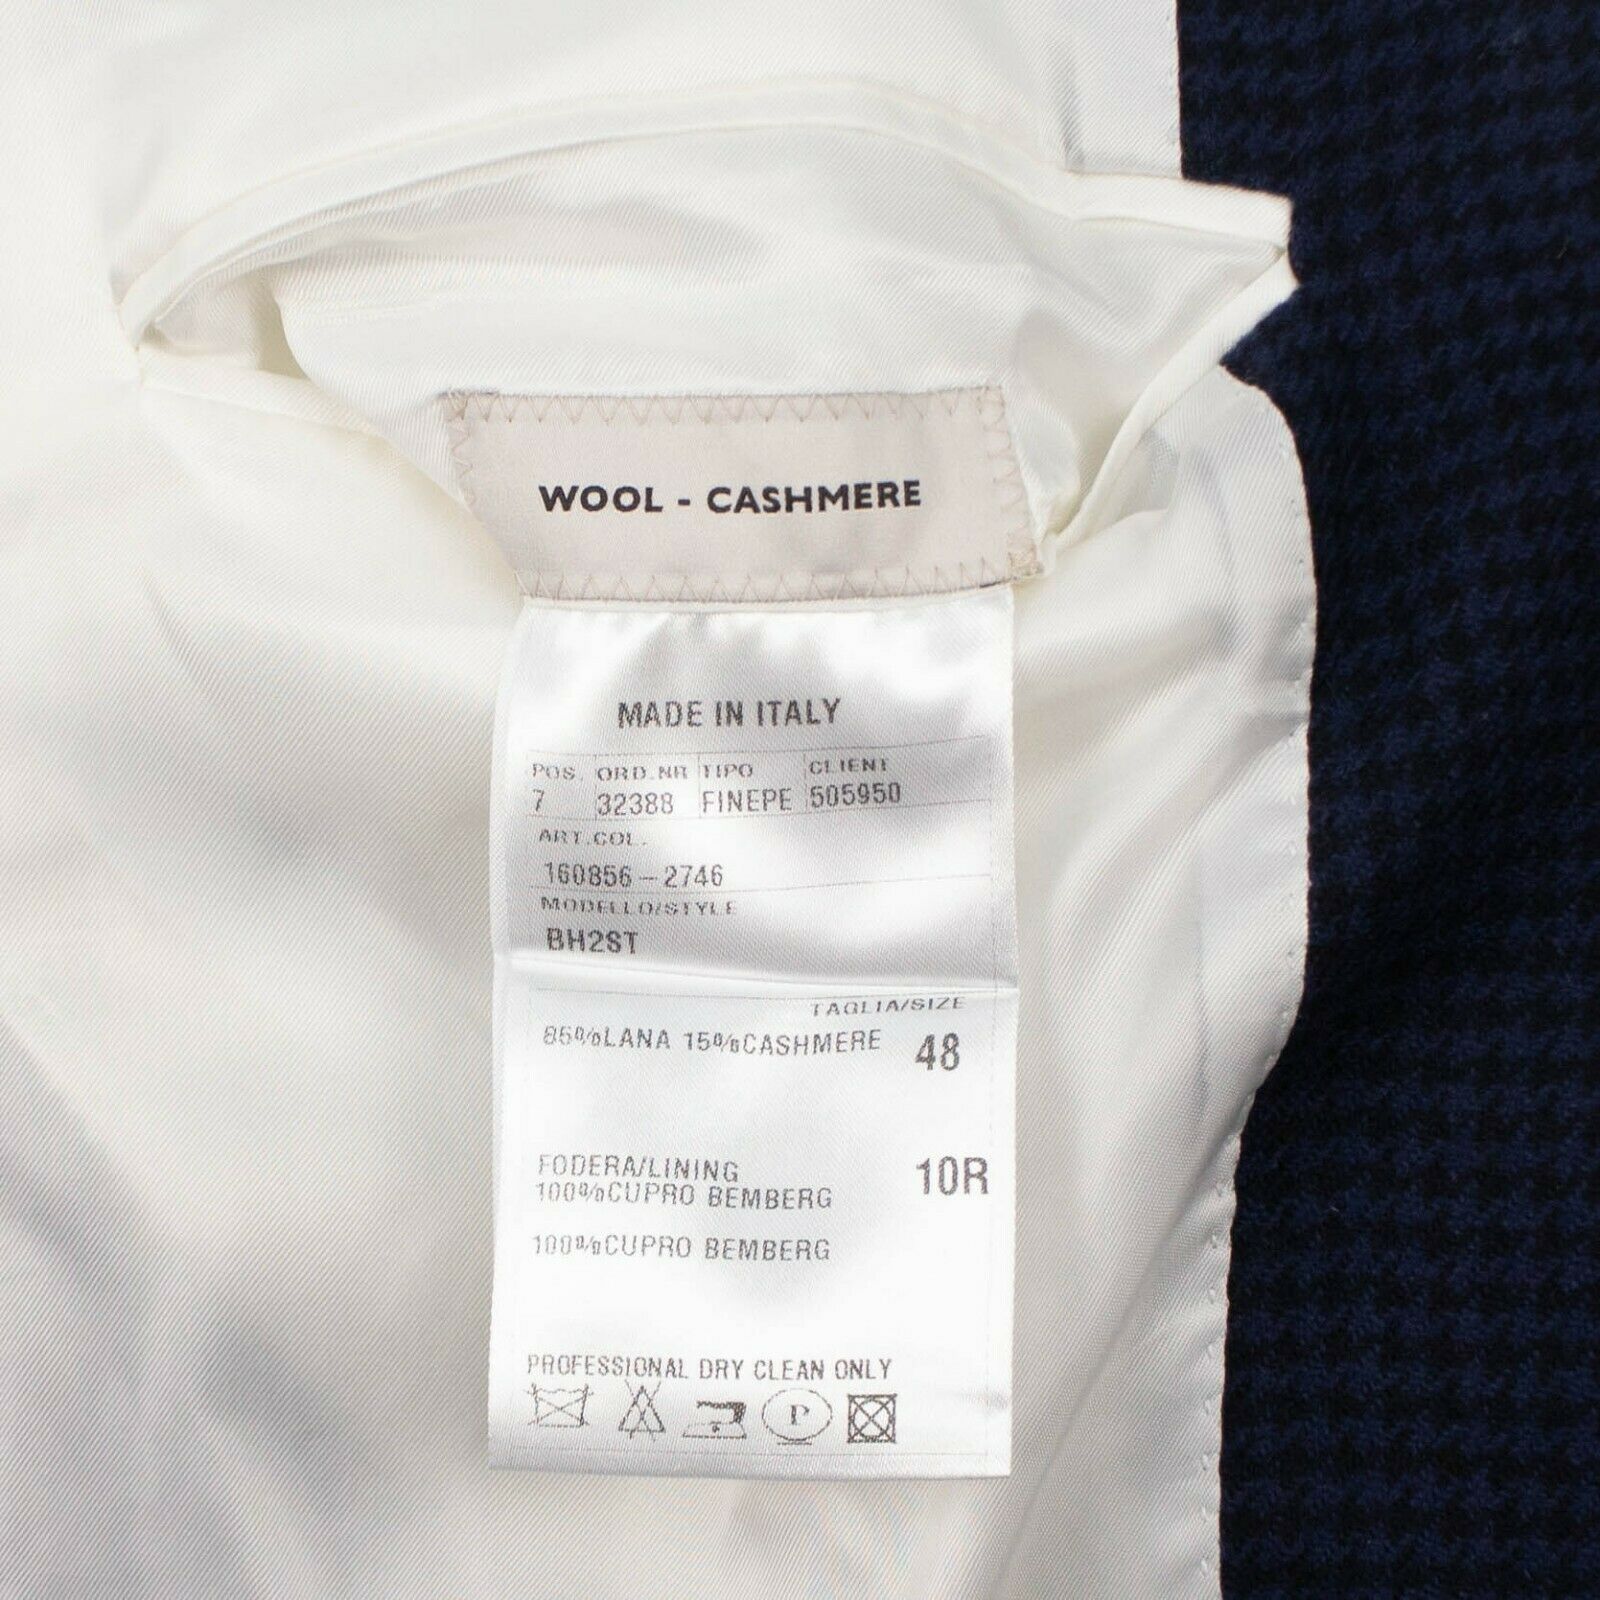 WOOL - CASHMERE
MADE IN ITALY
POS. ORD.NR TIPO CLIENT
7 32388 FINEPE 505950
ART.COL.
160856-2746
MODELLO/STYLE
BH2ST
TAGLIA/SIZE
85%LANA 15%CASHMERE 48
FODERA/LINING 10R
100%CUPRO BEMBERG
100%CUPRO BEMBERG
PROFESSIONAL DRY CLEAN ONLY
P